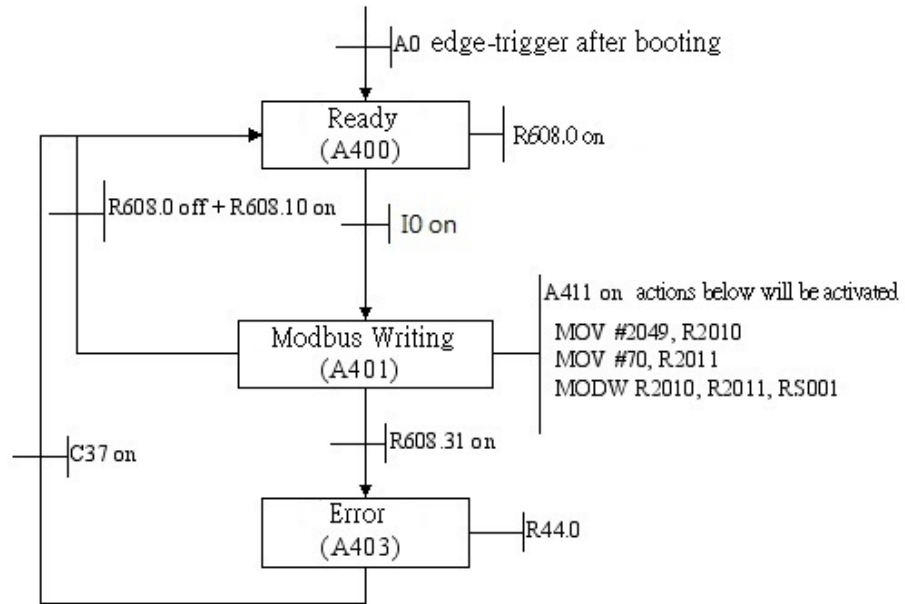 A0 edge-trigger after booting
Ready
(A400)
R608.0 on
R608.0 off + R608.10 on
I0 on
A411 on actions below will be activated
MOV #2049, R2010
MOV #70, R2011
MODW R2010, R2011, RS001
Modbus Writing
(A401)
R608.31 on
C37 on
Error
(A403)
R44.0